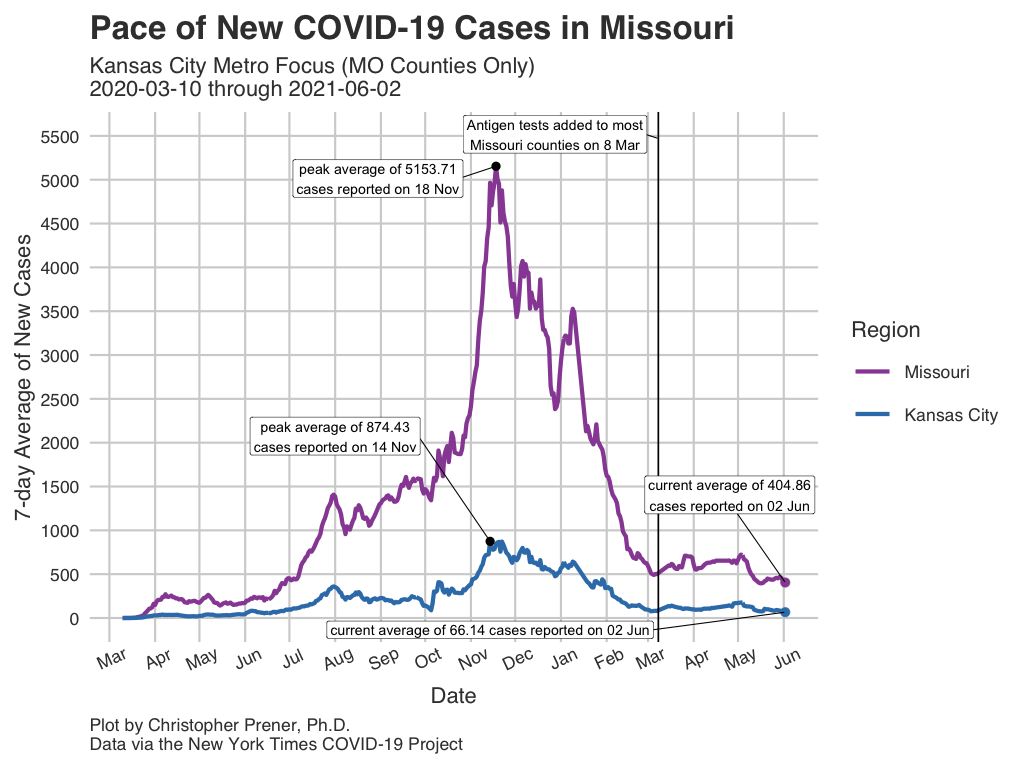 Pace of New COVID-19 Cases in Missouri
Kansas City Metro Focus (MO Counties Only)
2020-03-10 through 2021-06-02
7-day Average of New Cases
5500
5000
4500
4000
3500
3000
2500
2000
1500
1000
500
0
Antigen tests added to most
Missouri counties on 8 Mar
peak average of 5153.71
cases reported on 18 Nov
peak average of 874.43
cases reported on 14 Nov
current average of 404.86
cases reported on 02 Jun
current average of 66.14 cases reported on 02 Jun
Mar Apr May Jun Jul Aug Sep Oct Nov Dec Jan Feb Mar Apr May Jun
Date
Region
Missouri
Kansas City
Plot by Christopher Prener, Ph.D.
Data via the New York Times COVID-19 Project